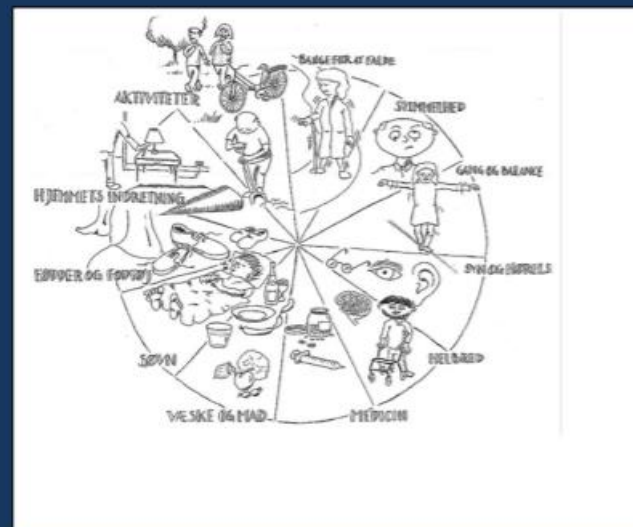 BANGE FOR AT FALDE
AKTIVITETER
SVIMMELHED
GANG OG BALANCE
HJEMMETS INDRETNING
FØDDER OG FODTØJ
SYN OG HØRELS
SØVN
HELBRED
VÆSKE OG MAD
MEDICIN